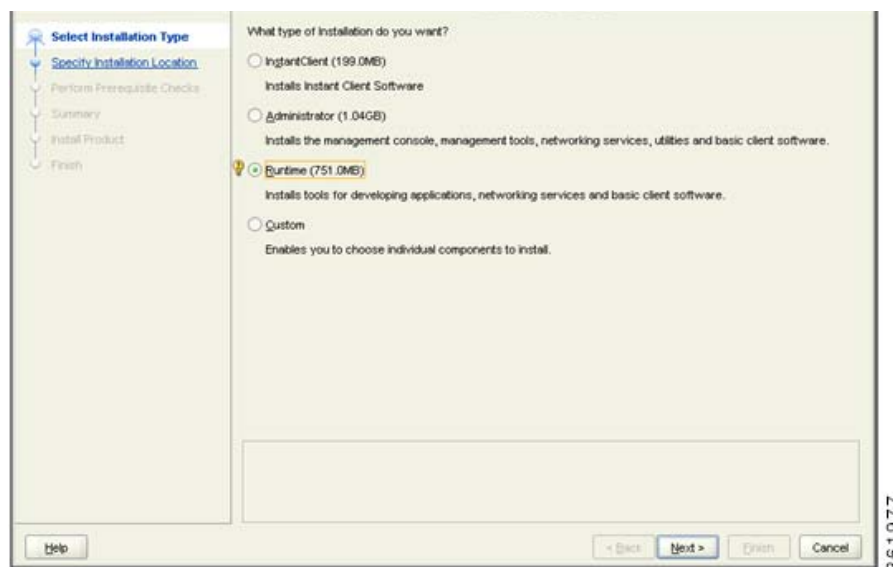 Select Installation Type
Specify Installation Location
Perform Prerequisite Checks
Summary
Install Product
Finish
What type of Installation do you want?
InstantClient (199.0MB)
Installs Instant Client Software
Administrator (1.04GB)
Installs the management console, management tools, networking services, utilities and basic client software.
Runtime (751.0MB)
Installs tools for developing applications, networking services and basic client software.
Custom
Enables you to choose individual components to install.
Help
< Back
Next >
Finish
Cancel